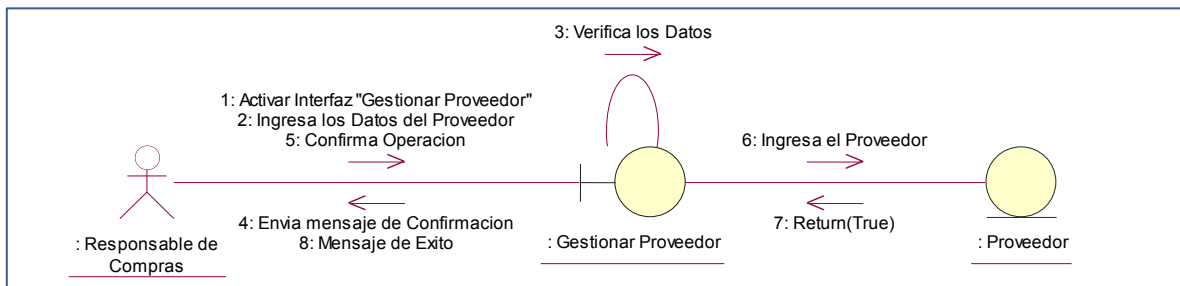 3: Verifica los Datos
1: Activar Interfaz "Gestionar Proveedor"
2: Ingresa los Datos del Proveedor
5: Confirma Operacion
6: Ingresa el Proveedor
4: Envia mensaje de Confirmacion
8: Mensaje de Exito
7: Return(True)
: Responsable de
Compras
: Gestionar Proveedor
: Proveedor